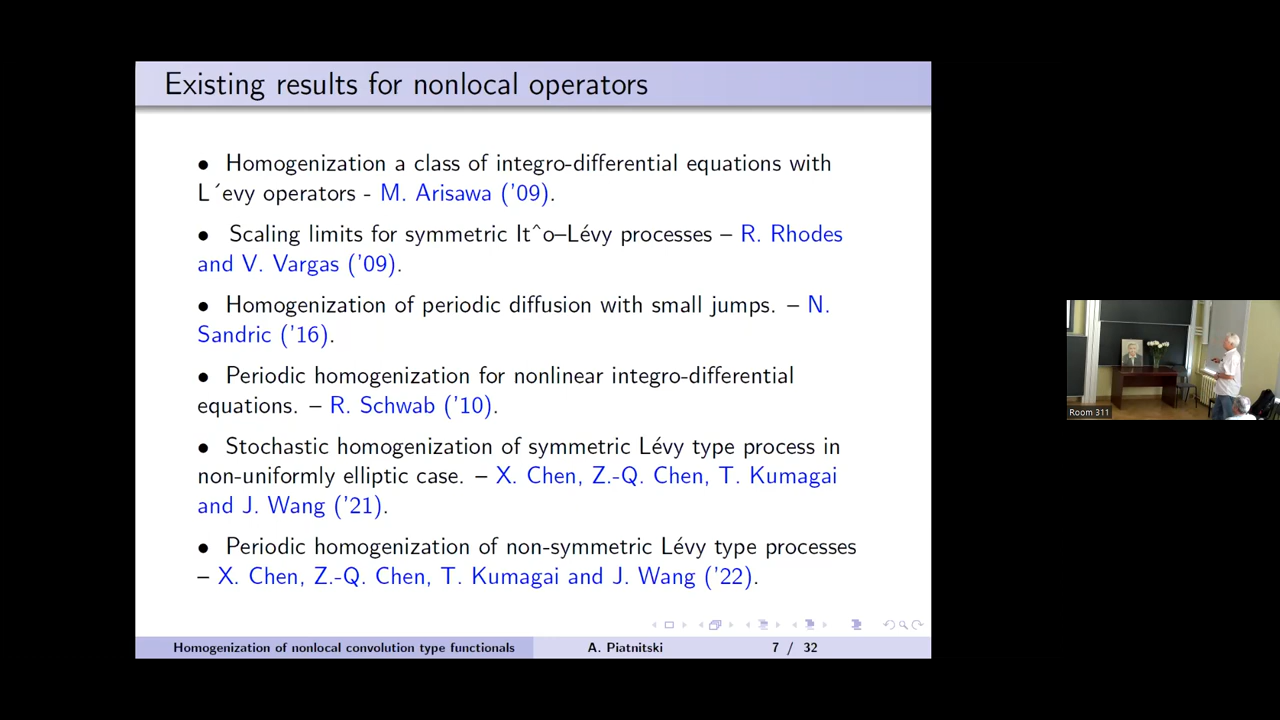 Existing results for nonlocal operators
• Homogenization a class of integro-differential equations with
L´evy operators - M. Arisawa ('09).
• Scaling limits for symmetric It^o–Lévy processes – R. Rhodes
and V. Vargas ('09).
• Homogenization of periodic diffusion with small jumps. – N.
Sandric ('16).
• Periodic homogenization for nonlinear integro-differential
equations. – R. Schwab ('10).
• Stochastic homogenization of symmetric Lévy type process in
non-uniformly elliptic case. – X. Chen, Z.-Q. Chen, T. Kumagai
and J. Wang ('21).
• Periodic homogenization of non-symmetric Lévy type processes
– X. Chen, Z.-Q. Chen, T. Kumagai and J. Wang ('22).
Homogenization of nonlocal convolution type functionals A. Piatnitski 7 / 32
Room 311